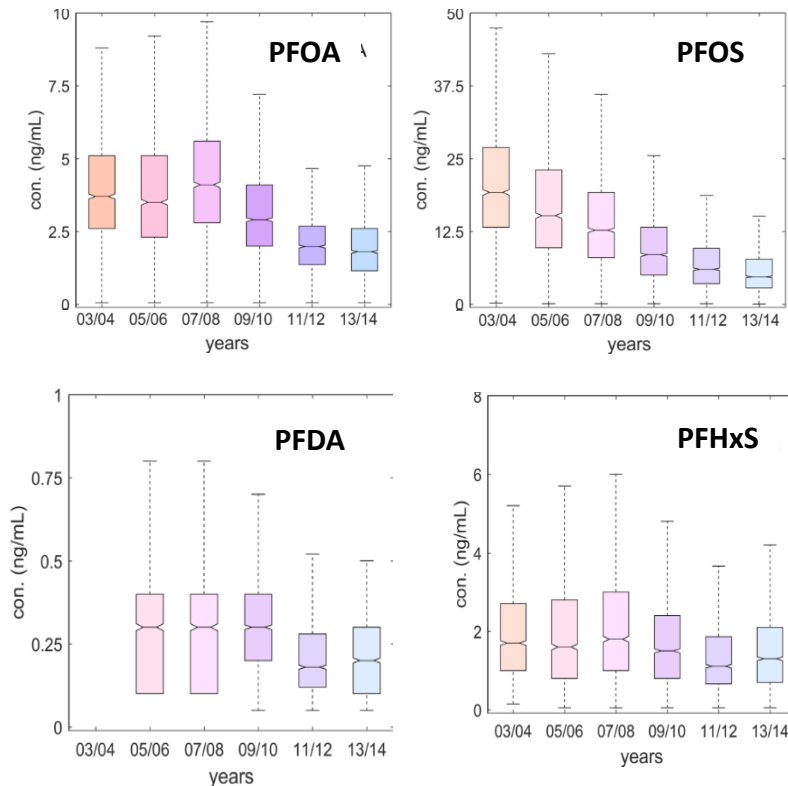 PFOA
10
7.5
5
2.5
0
con. (ng/mL)
03/04 05/06 07/08 09/10 11/12 13/14
years
PFOS
50
37.5
25
12.5
0
con. (ng/mL)
03/04 05/06 07/08 09/10 11/12 13/14
years
PFDA
1
0.75
0.5
0.25
0
con. (ng/mL)
03/04 05/06 07/08 09/10 11/12 13/14
years
PFHxS
8
6
4
2
0
con. (ng/mL)
03/04 05/06 07/08 09/10 11/12 13/14
years